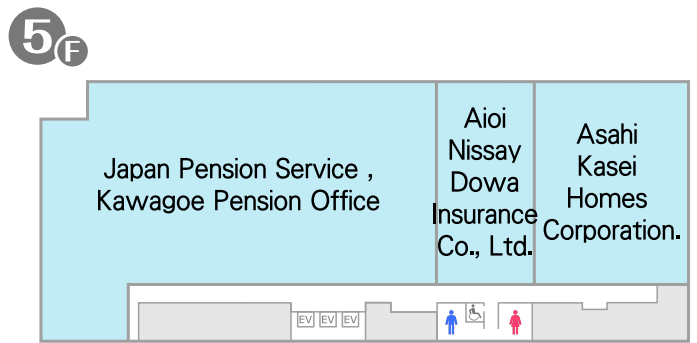 5F
Japan Pension Service ,
Kawagoe Pension Office
Aioi
Nissay
Dowa
Insurance
Co., Ltd.
Asahi
Kasei
Homes
Corporation.
EV EV EV